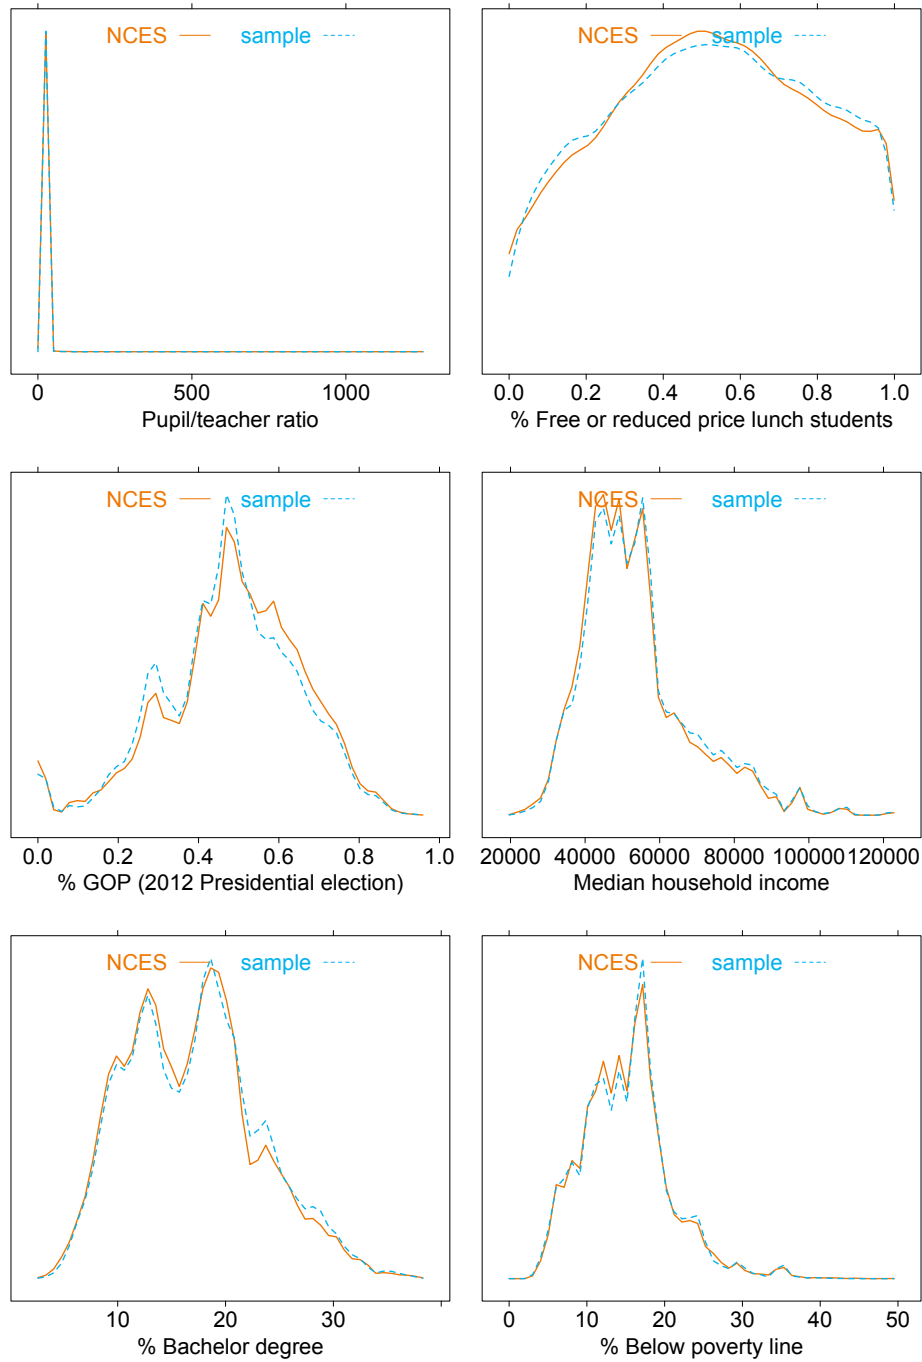 NCES sample
0 500 1000
Pupil/teacher ratio
NCES sample
0.0 0.2 0.4 0.6 0.8 1.0
% Free or reduced price lunch students
NCES sample
0.0 0.2 0.4 0.6 0.8 1.0
% GOP (2012 Presidential election)
NCES sample
20000 40000 60000 80000 100000 120000
Median household income
NCES sample
10 20 30
% Bachelor degree
NCES sample
0 10 20 30 40 50
% Below poverty line